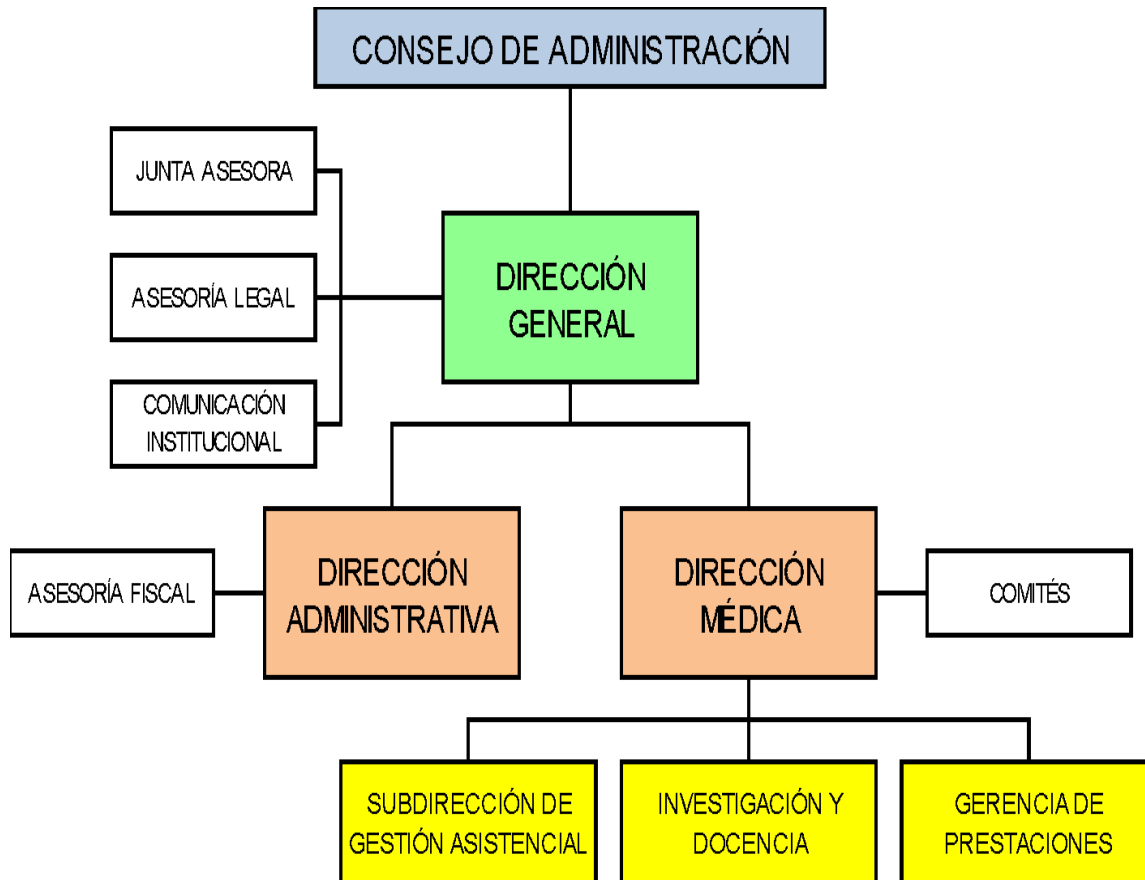 CONSEJO DE ADMINISTRACIÓN
JUNTA ASESORA
DIRECCIÓN
GENERAL
ASESORÍA LEGAL
COMUNICACIÓN
INSTITUCIONAL
ASESORÍA FISCAL
DIRECCIÓN
ADMINISTRATIVA
DIRECCIÓN
MÉDICA
COMITÉS
SUBDIRECCIÓN DE
GESTIÓN ASISTENCIAL
INVESTIGACIÓN Y
DOCENCIA
GERENCIA DE
PRESTACIONES